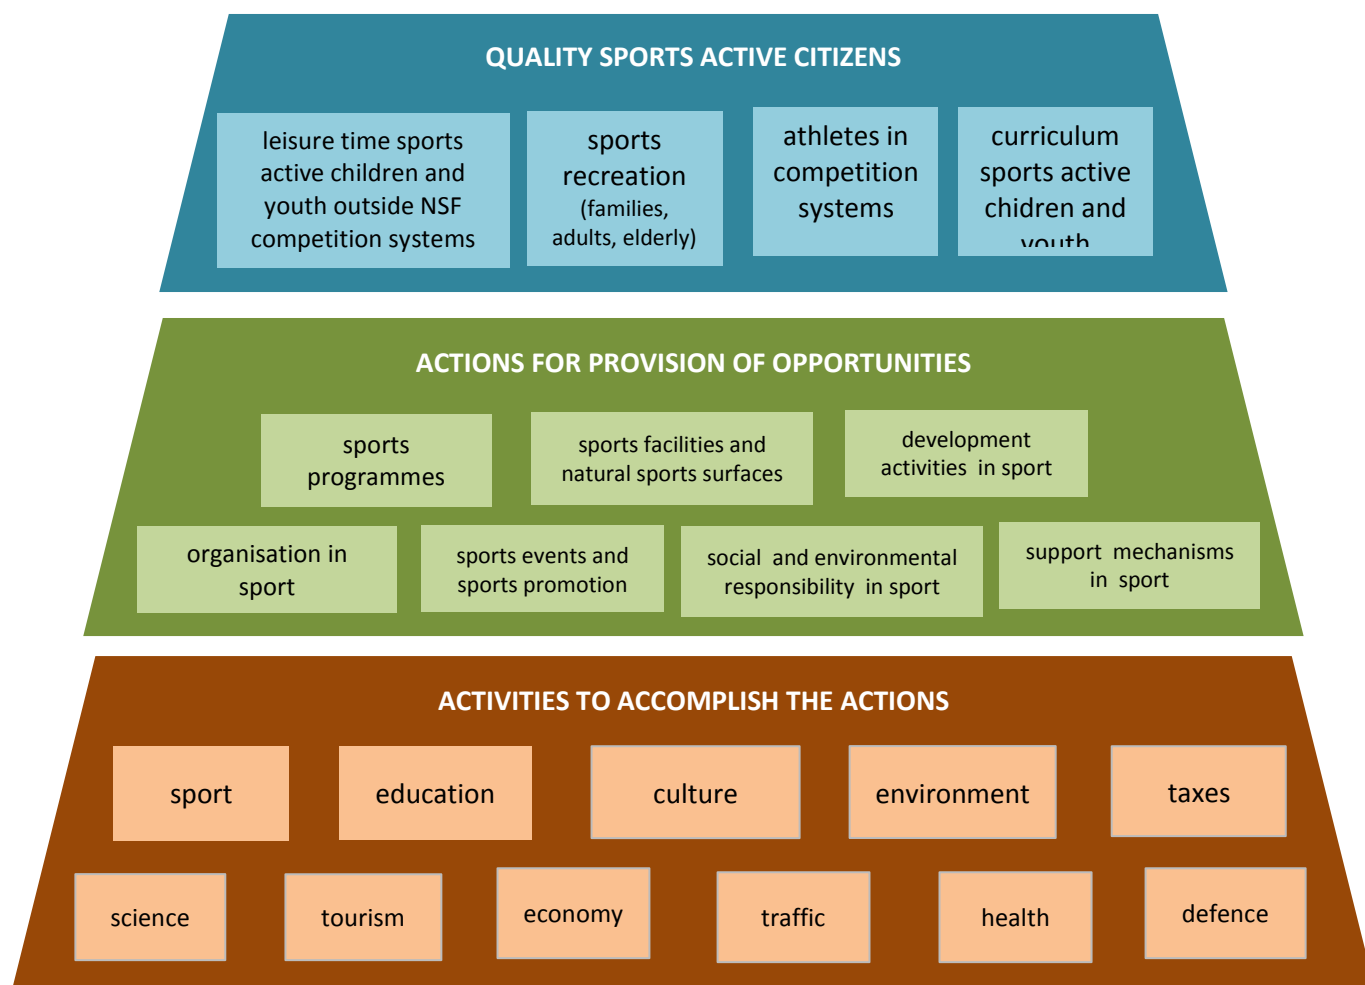 QUALITY SPORTS ACTIVE CITIZENS
leisure time sports
active children and
youth outside NSF
competition systems
sports
recreation
(families,
adults, elderly)
athletes in
competition
systems
curriculum
sports active
chidren and
youth
ACTIONS FOR PROVISION OF OPPORTUNITIES
sports
programmes
sports facilities and
natural sports surfaces
development
activities in sport
organisation in
sport
sports events and
sports promotion
social and environmental
responsibility in sport
support mechanisms
in sport
ACTIVITIES TO ACCOMPLISH THE ACTIONS
sport
education
culture
environment
taxes
science
tourism
economy
traffic
health
defence